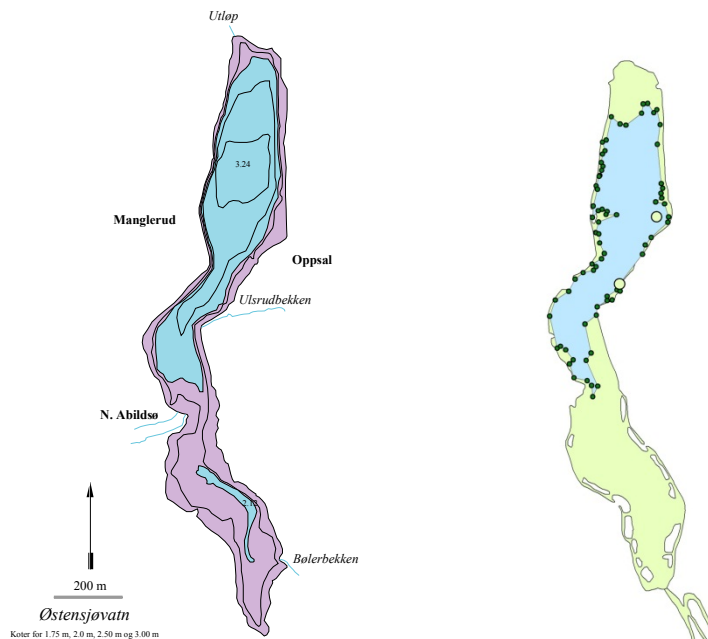 Utløp
3.24
Manglerud
Oppsal
Ulsrudbekken
N. Abildsø
Bølerbekken
200 m
Østensjøvatn
Koter for 1.75 m, 2.0 m, 2.50 m og 3.00 m